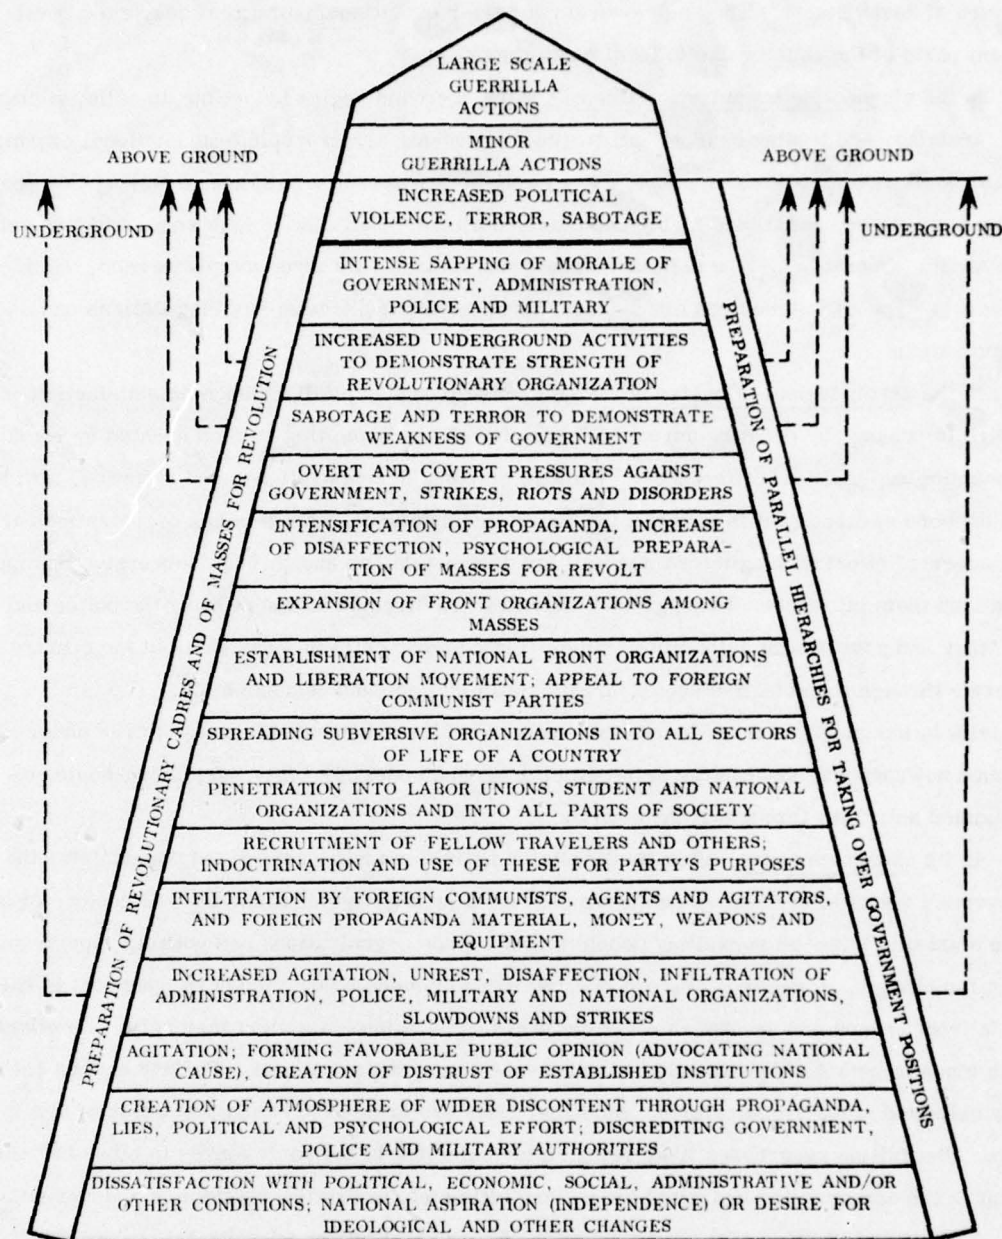 LARGE SCALE
GUERRILLA
ACTIONS
MINOR
GUERRILLA ACTIONS
ABOVE GROUND
ABOVE GROUND
UNDERGROUND
UNDERGROUND
INCREASED POLITICAL
VIOLENCE, TERROR, SABOTAGE
INTENSE SAPPING OF MORALE OF
GOVERNMENT, ADMINISTRATION,
POLICE AND MILITARY
INCREASED UNDERGROUND ACTIVITIES
TO DEMONSTRATE STRENGTH OF
REVOLUTIONARY ORGANIZATION
SABOTAGE AND TERROR TO DEMONSTRATE
WEAKNESS OF GOVERNMENT
OVERT AND COVERT PRESSURES AGAINST
GOVERNMENT, STRIKES, RIOTS AND DISORDERS
INTENSIFICATION OF PROPAGANDA, INCREASE
OF DISAFFECTION, PSYCHOLOGICAL PREPARA-
TION OF MASSES FOR REVOLT
EXPANSION OF FRONT ORGANIZATIONS AMONG
MASSES
ESTABLISHMENT OF NATIONAL FRONT ORGANIZATIONS
AND LIBERATION MOVEMENT; APPEAL TO FOREIGN
COMMUNIST PARTIES
SPREADING SUBVERSIVE ORGANIZATIONS INTO ALL SECTORS
OF LIFE OF A COUNTRY
PENETRATION INTO LABOR UNIONS, STUDENT AND NATIONAL
ORGANIZATIONS AND INTO ALL PARTS OF SOCIETY
RECRUITMENT OF FELLOW TRAVELERS AND OTHERS;
INDOCTRINATION AND USE OF THESE FOR PARTY'S PURPOSES
INFILTRATION BY FOREIGN COMMUNISTS, AGENTS AND AGITATORS,
AND FOREIGN PROPAGANDA MATERIAL, MONEY, WEAPONS AND
EQUIPMENT
INCREASED AGITATION, UNREST, DISAFFECTION, INFILTRATION OF
ADMINISTRATION, POLICE, MILITARY AND NATIONAL ORGANIZATIONS,
SLOWDOWNS AND STRIKES
AGITATION; FORMING FAVORABLE PUBLIC OPINION (ADVOCATING NATIONAL
CAUSE), CREATION OF DISTRUST OF ESTABLISHED INSTITUTIONS
CREATION OF ATMOSPHERE OF WIDER DISCONTENT THROUGH PROPAGANDA,
LIES, POLITICAL AND PSYCHOLOGICAL EFFORT; DISCREDITING GOVERNMENT,
POLICE AND MILITARY AUTHORITIES
DISSATISFACTION WITH POLITICAL, ECONOMIC, SOCIAL, ADMINISTRATIVE AND/OR
OTHER CONDITIONS; NATIONAL ASPIRATION (INDEPENDENCE) OR DESIRE FOR
IDEOLOGICAL AND OTHER CHANGES
PREPARATION OF REVOLUTIONARY CADRES AND OF MASSES FOR REVOLUTION
PREPARATION OF PARALLEL HIERARCHIES FOR TAKING OVER GOVERNMENT POSITIONS